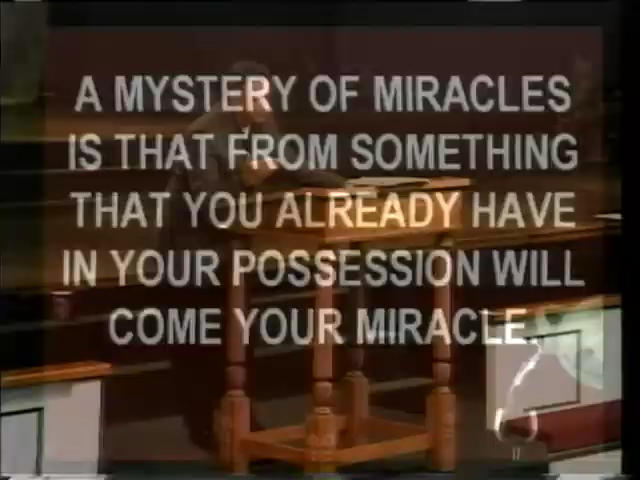 A MYSTERY OF MIRACLES
IS THAT FROM SOMETHING
THAT YOU ALREADY HAVE
IN YOUR POSSESSION WILL
COME YOUR MIRACLE.